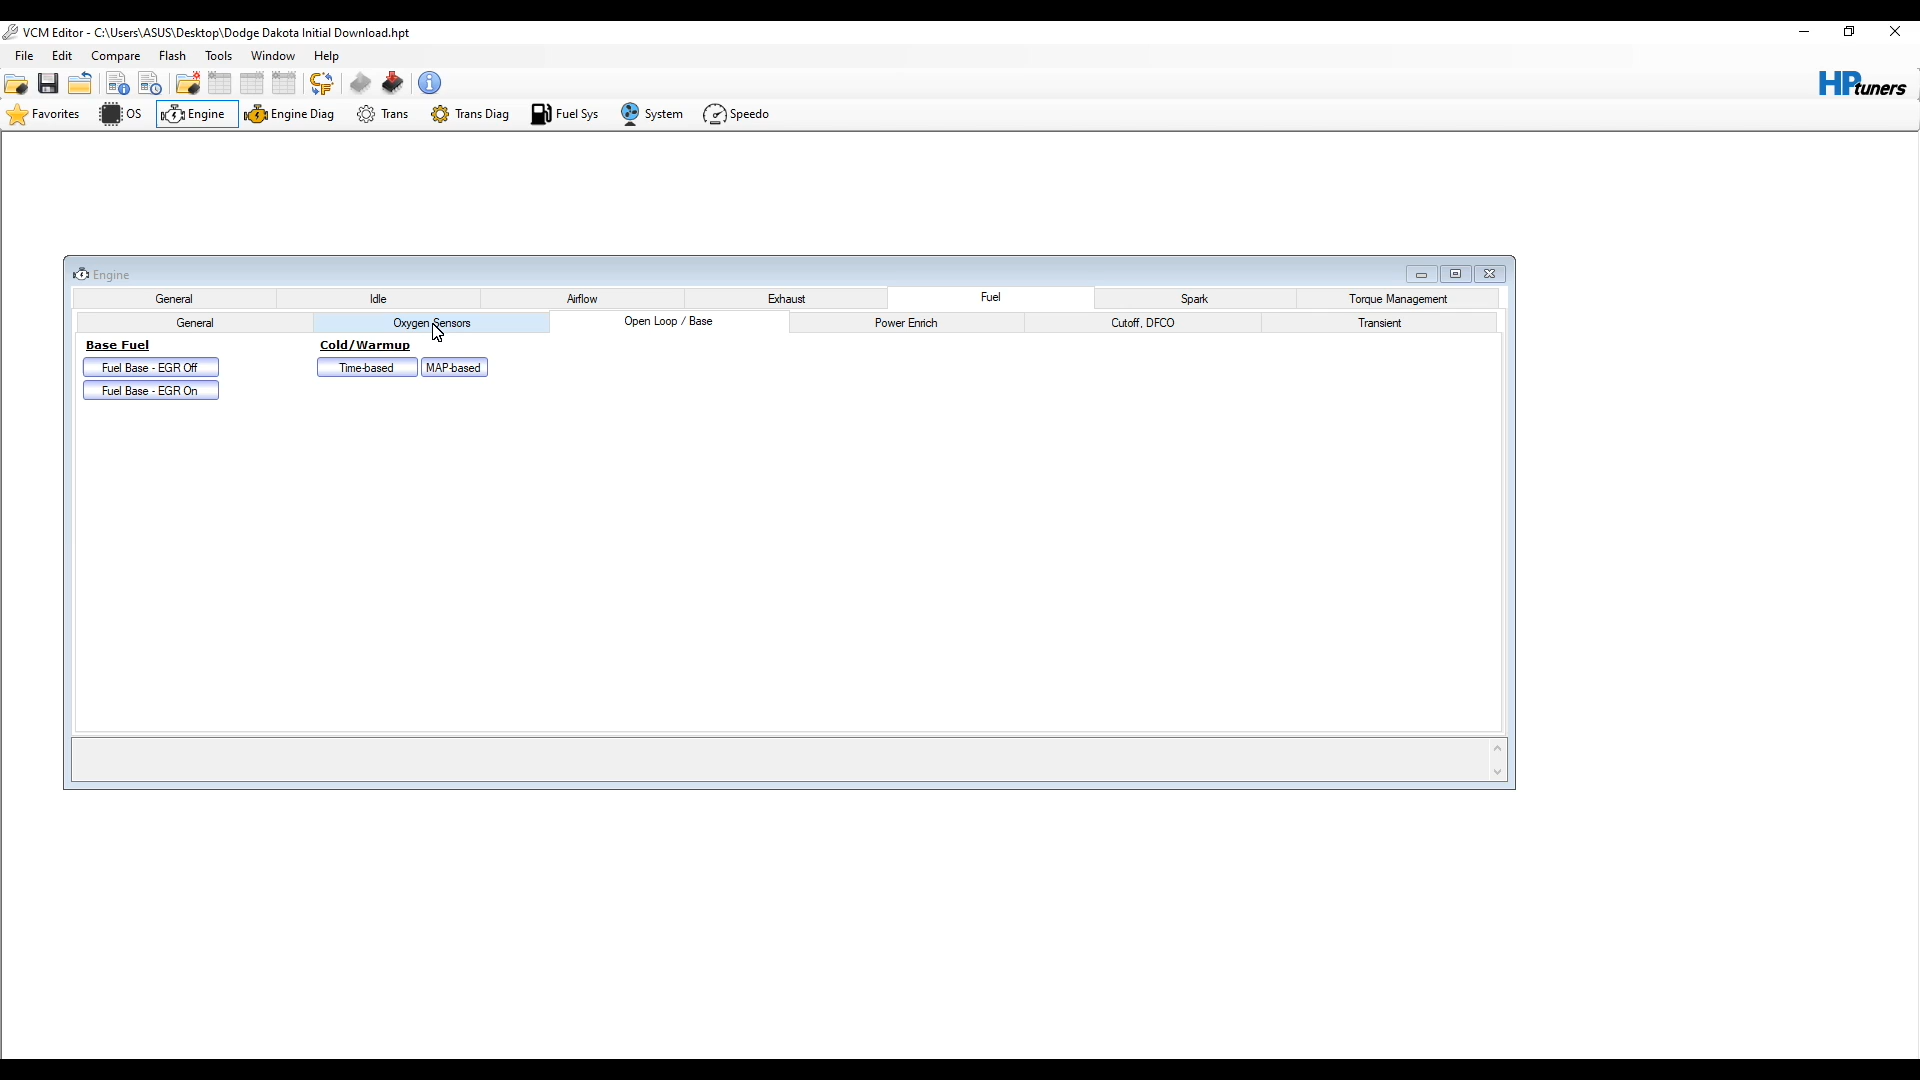 VCM Editor - C:\Users\ASUS\Desktop\Dodge Dakota Initial Download.hpt
File Edit Compare Flash Tools Window Help
HPtuners
Favorites OS Engine Engine Diag Trans Trans Diag Fuel Sys System Speedo
Engine
General Idle Airflow Exhaust Fuel Spark Torque Management
General Oxygen Sensors Open Loop / Base Power Enrich Cutoff, DFCO Transient
Base Fuel Cold/Warmup
Fuel Base - EGR Off Time-based MAP-based
Fuel Base - EGR On